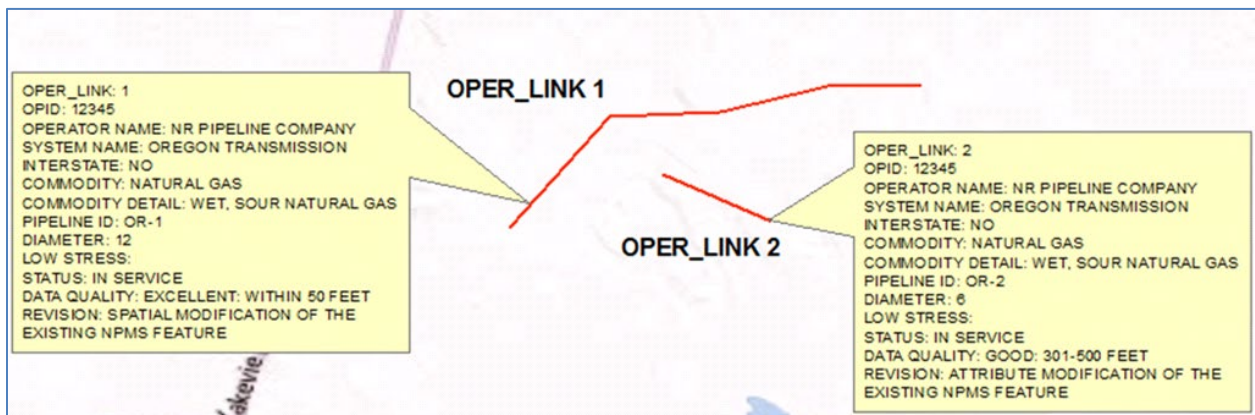 OPER_LINK: 1
OPID: 12345
OPERATOR NAME: NR PIPELINE COMPANY
SYSTEM NAME: OREGON TRANSMISSION
INTERSTATE: NO
COMMODITY: NATURAL GAS
COMMODITY DETAIL: WET, SOUR NATURAL GAS
PIPELINE ID: OR-1
DIAMETER: 12
LOW STRESS:
STATUS: IN SERVICE
DATA QUALITY: EXCELLENT: WITHIN 50 FEET
REVISION: SPATIAL MODIFICATION OF THE
EXISTING NPMS FEATURE
OPER_LINK 1
OPER_LINK 2
OPER_LINK: 2
OPID: 12345
OPERATOR NAME: NR PIPELINE COMPANY
SYSTEM NAME: OREGON TRANSMISSION
INTERSTATE: NO
COMMODITY: NATURAL GAS
COMMODITY DETAIL: WET, SOUR NATURAL GAS
PIPELINE ID: OR-2
DIAMETER: 6
LOW STRESS:
STATUS: IN SERVICE
DATA QUALITY: GOOD: 301-500 FEET
REVISION: ATTRIBUTE MODIFICATION OF THE
EXISTING NPMS FEATURE